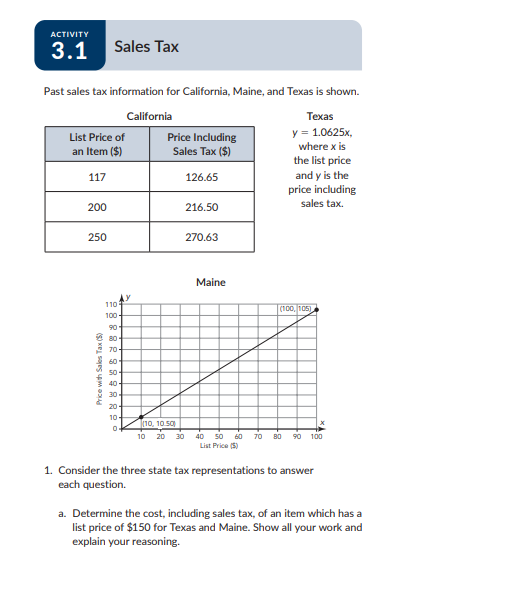 ACTIVITY
3.1
Sales Tax
Past sales tax information for California, Maine, and Texas is shown.
California
List Price of an Item ($) Price Including Sales Tax ($)
117 126.65
200 216.50
250 270.63
Texas
y = 1.0625x,
where x is
the list price
and y is the
price including
sales tax.
Maine
y
110
100
90
80
70
60
50
40
30
20
10
0
Price with Sales Tax ($)
(100, 105)
(10, 10.50)
x
10 20 30 40 50 60 70 80 90 100
List Price ($)
1. Consider the three state tax representations to answer
each question.
a. Determine the cost, including sales tax, of an item which has a
list price of $150 for Texas and Maine. Show all your work and
explain your reasoning.